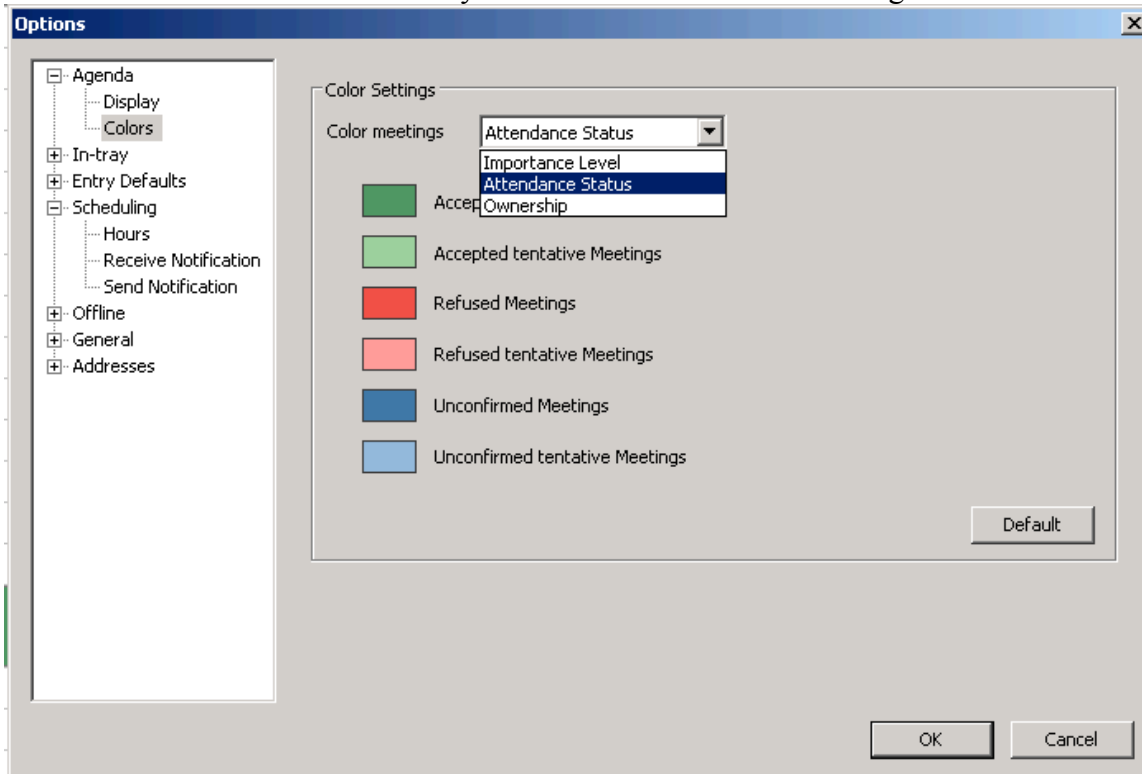 Options
Agenda
Display
Colors
In-tray
Entry Defaults
Scheduling
Hours
Receive Notification
Send Notification
Offline
General
Addresses
Color Settings
Color meetings Attendance Status
Importance Level
Attendance Status
Ownership
Accep
Accepted tentative Meetings
Refused Meetings
Refused tentative Meetings
Unconfirmed Meetings
Unconfirmed tentative Meetings
Default
OK Cancel